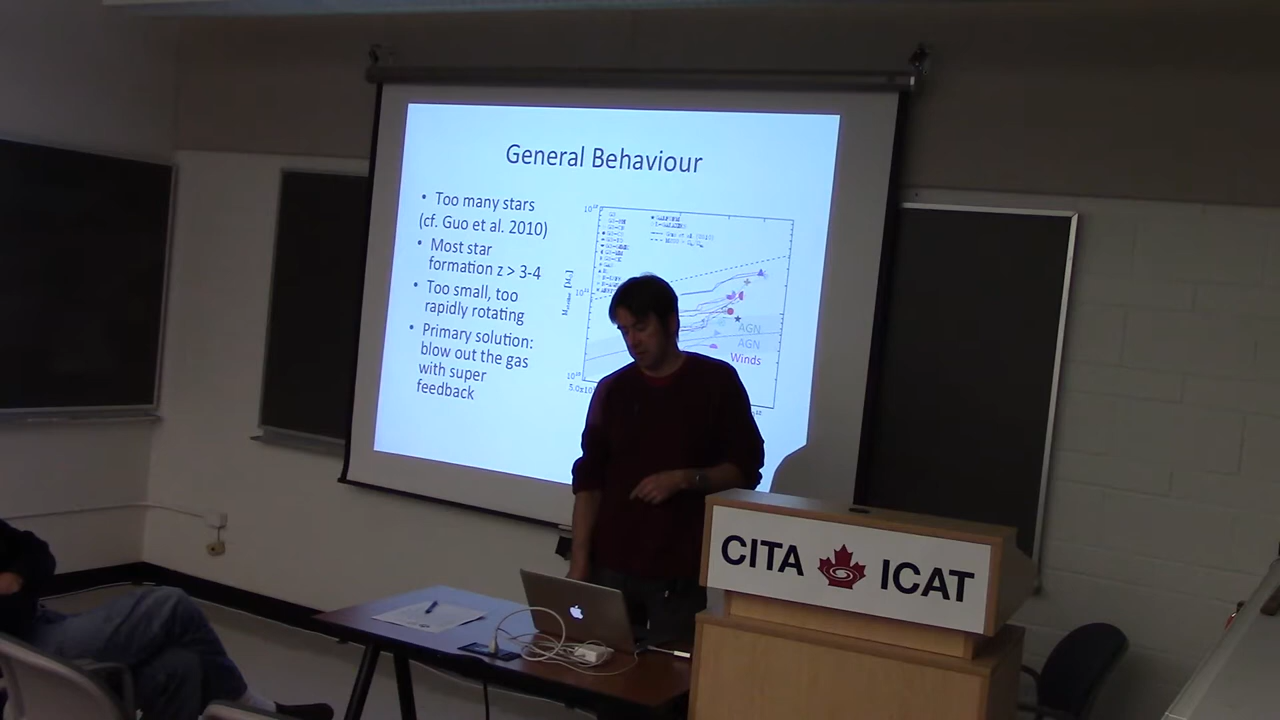 General Behaviour
• Too many stars
(cf. Guo et al. 2010)
• Most star
formation z > 3-4
• Too small, too
rapidly rotating
• Primary solution:
blow out the gas
with super
feedback
AGN
AGN
Winds
CITA ICAT